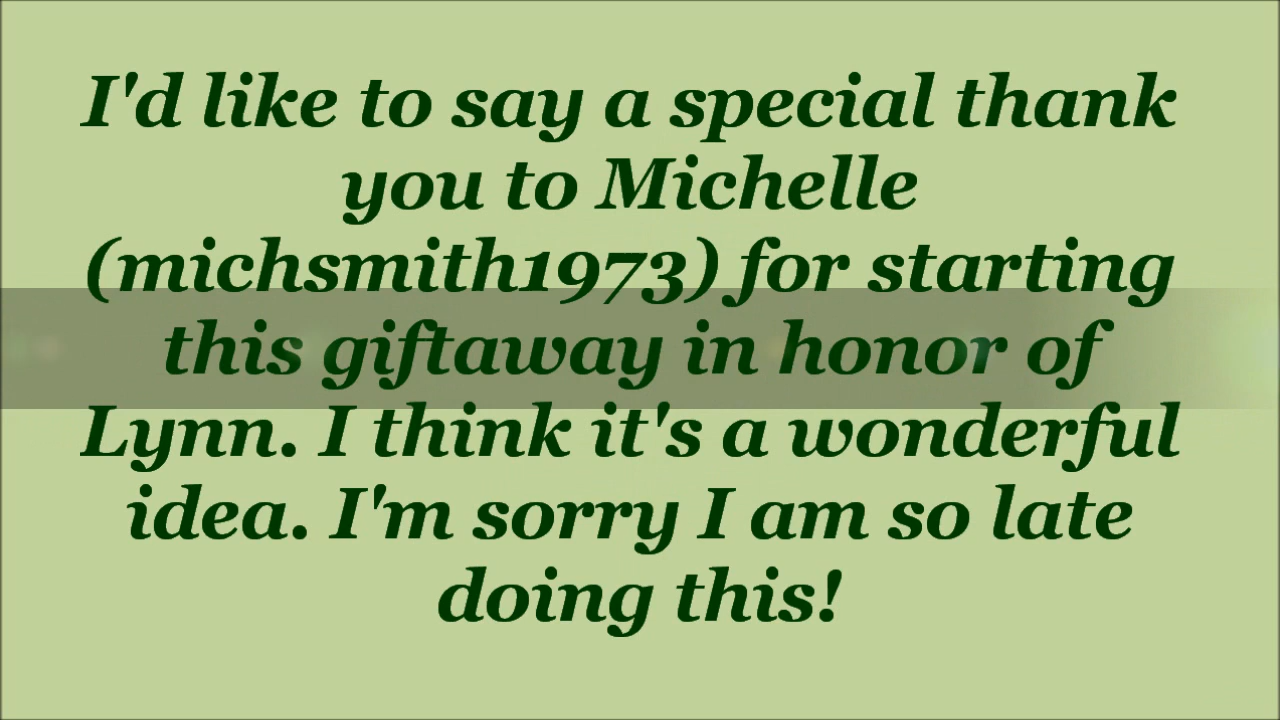 I'd like to say a special thank
you to Michelle
(michsmith1973) for starting
this giftaway in honor of
Lynn. I think it's a wonderful
idea. I'm sorry I am so late
doing this!